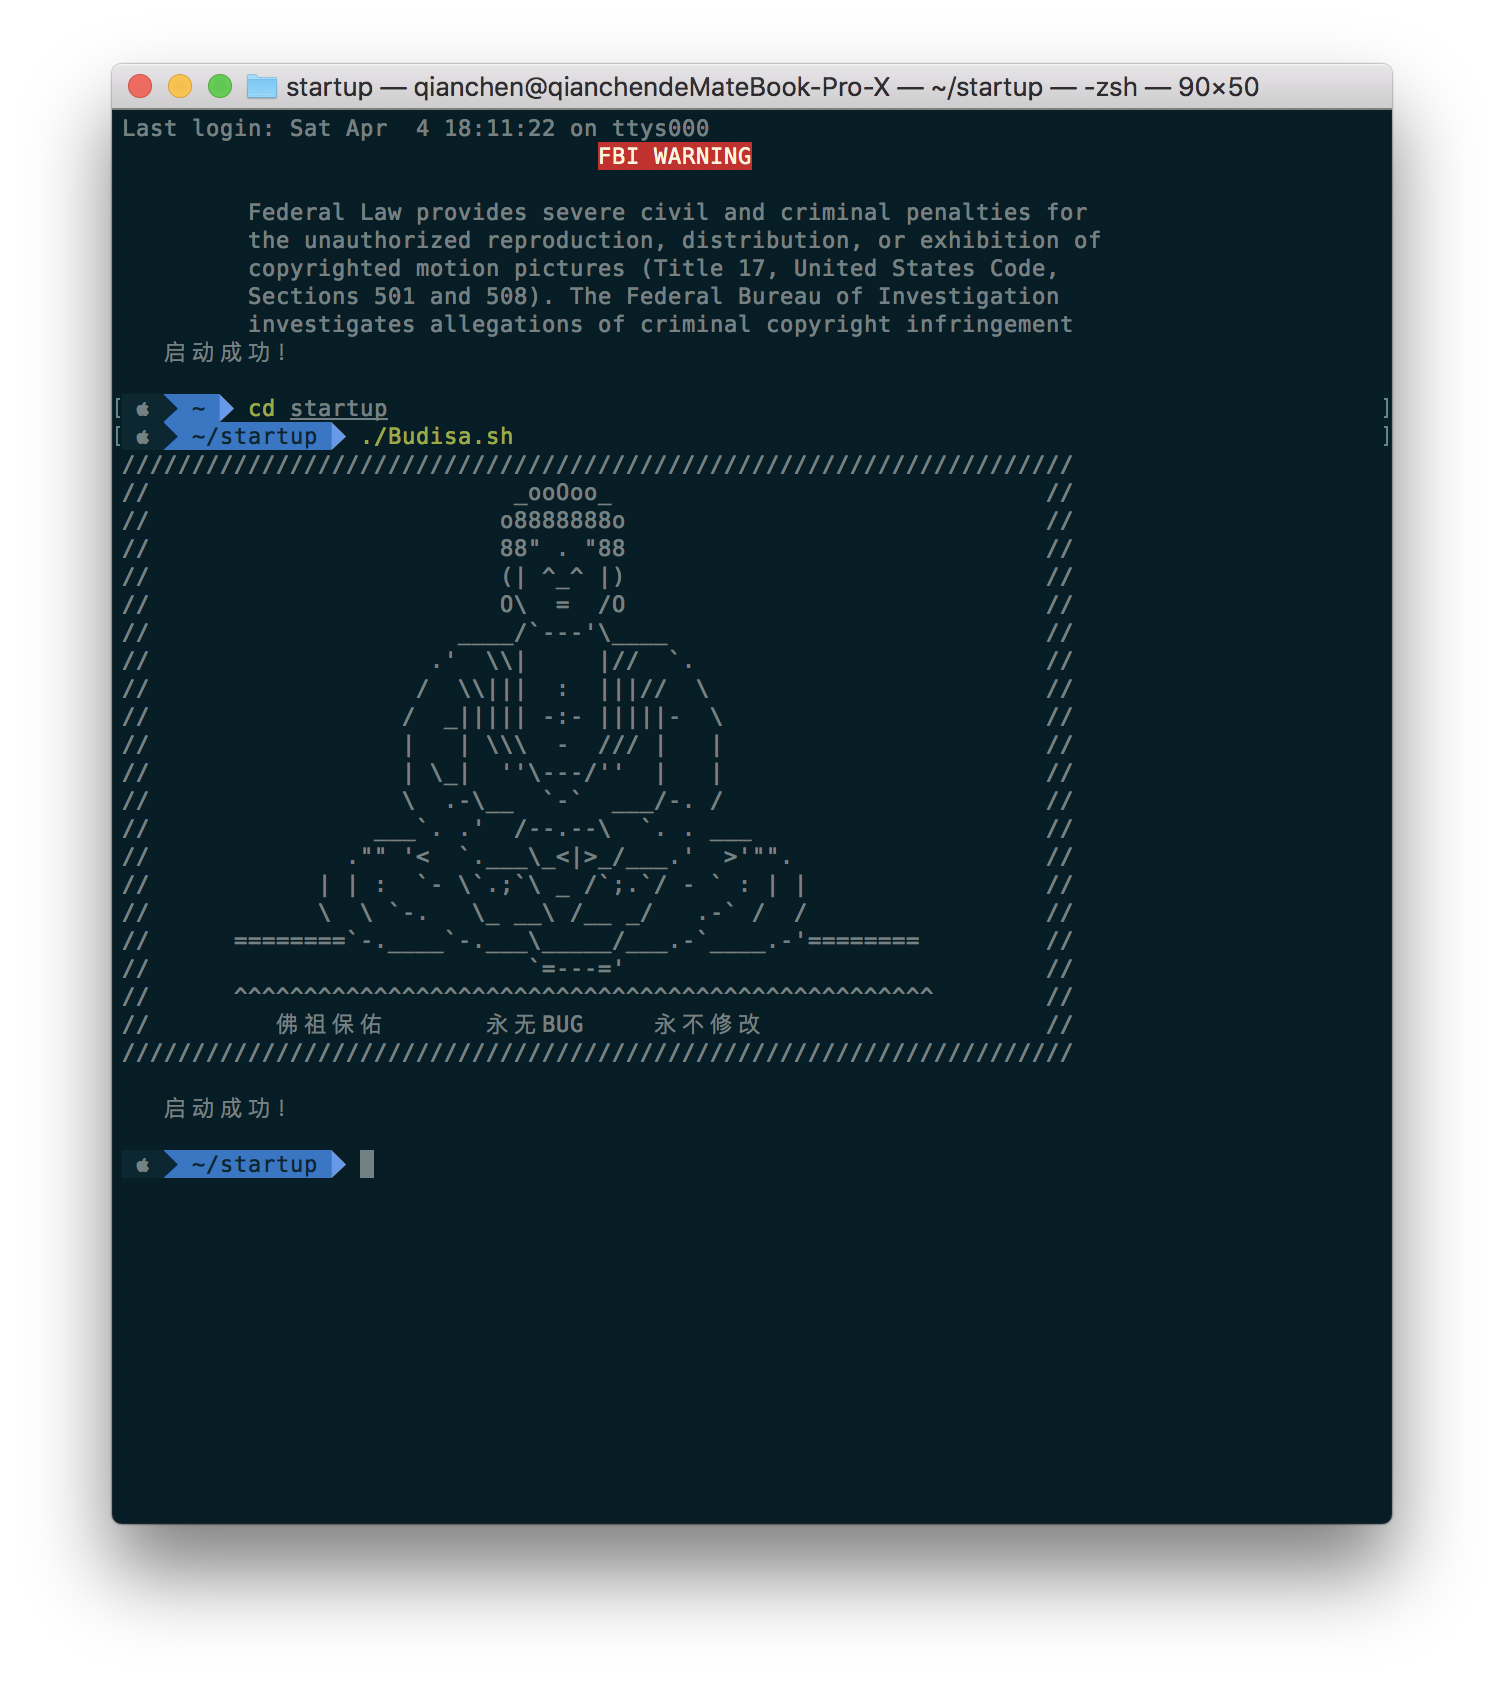 startup — qianchen@qianchendeMateBook-Pro-X — ~/startup — -zsh — 90×50
Last login: Sat Apr  4 18:11:22 on ttys000
                                  FBI WARNING
         Federal Law provides severe civil and criminal penalties for
         the unauthorized reproduction, distribution, or exhibition of
         copyrighted motion pictures (Title 17, United States Code,
         Sections 501 and 508). The Federal Bureau of Investigation
         investigates allegations of criminal copyright infringement
   启动成功!
[ ~ cd startup ]
[ ~/startup ./Budisa.sh ]
////////////////////////////////////////////////////////////////////
//                          _ooOoo_                               //
//                         o8888888o                              //
//                         88" . "88                              //
//                         (| ^_^ |)                              //
//                         O\  =  /O                              //
//                      ____/`---'\____                           //
//                    .'  \\|     |//  `.                         //
//                   /  \\|||  :  |||//  \                        //
//                  /  _||||| -:- |||||-  \                       //
//                  |   | \\\  -  /// |   |                       //
//                  | \_|  ''\---/''  |   |                       //
//                  \  .-\__  `-`  ___/-. /                       //
//                ___`. .'  /--.--\  `. . ___                     //
//              ."" '<  `.___\_<|>_/___.'  >'"".                  //
//            | | :  `- \`.;`\ _ /`;.`/ - ` : | |                 //
//            \  \ `-.   \_ __\ /__ _/   .-` /  /                 //
//      ========`-.____`-.___\_____/___.-`____.-'========         //
//                           `=---='                              //
//      ^^^^^^^^^^^^^^^^^^^^^^^^^^^^^^^^^^^^^^^^^^^^^^^^^^        //
//         佛祖保佑       永无BUG     永不修改                    //
////////////////////////////////////////////////////////////////////
   启动成功!
~/startup